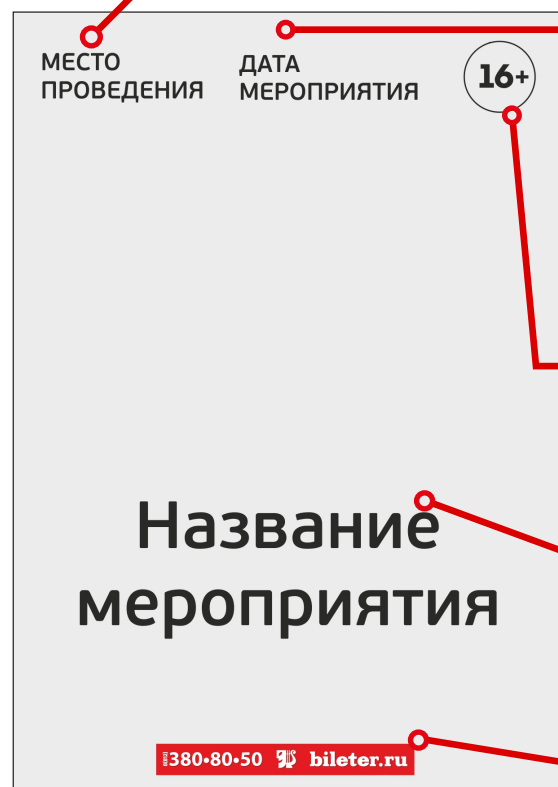 МЕСТО
ПРОВЕДЕНИЯ
ДАТА
МЕРОПРИЯТИЯ
16+
Название
мероприятия
380•80•50 bileter.ru